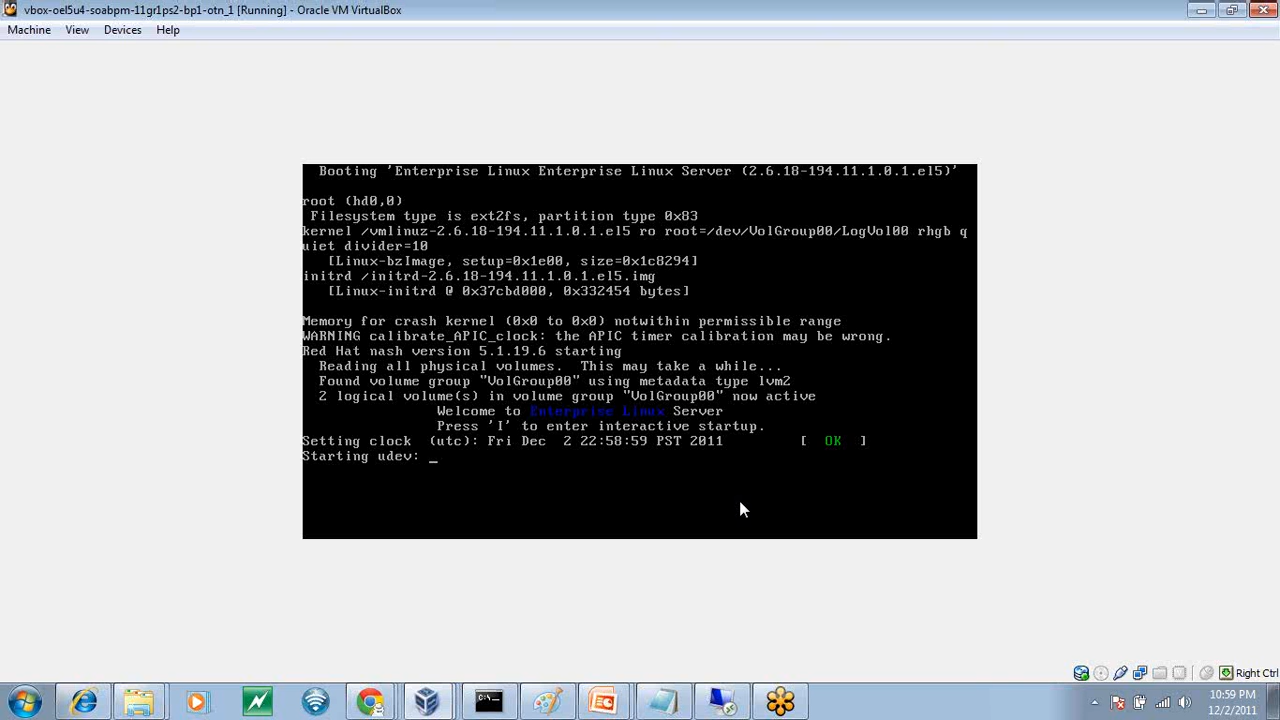 vbox-oel5u4-soabpm-11gr1ps2-bp1-otn_1 [Running] - Oracle VM VirtualBox
Machine View Devices Help
Booting 'Enterprise Linux Enterprise Linux Server (2.6.18-194.11.1.0.1.el5)'
root (hd0,0)
Filesystem type is ext2fs, partition type 0x83
kernel /vmlinuz-2.6.18-194.11.1.0.1.el5 ro root=/dev/VolGroup00/LogVol00 rhgb q
uiet divider=10
[Linux-bzImage, setup=0x1e00, size=0x1c8294]
initrd /initrd-2.6.18-194.11.1.0.1.el5.img
[Linux-initrd @ 0x37cbd000, 0x332454 bytes]
Memory for crash kernel (0x0 to 0x0) notwithin permissible range
WARNING calibrate_APIC_clock: the APIC timer calibration may be wrong.
Red Hat nash version 5.1.19.6 starting
Reading all physical volumes. This may take a while...
Found volume group "VolGroup00" using metadata type lvm2
2 logical volume(s) in volume group "VolGroup00" now active
Welcome to Enterprise Linux Server
Press 'I' to enter interactive startup.
Setting clock (utc): Fri Dec 2 22:58:59 PST 2011 [ OK ]
Starting udev: _
Right Ctrl
10:59 PM
12/2/2011